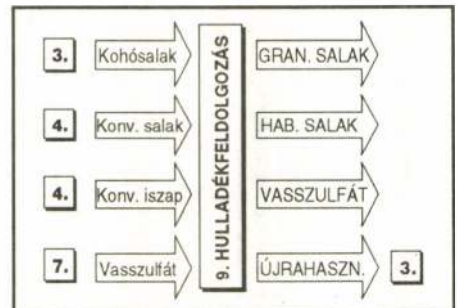 3. Kohósalak
4. Konv. salak
4. Konv. iszap
7. Vasszulfát
9. HULLADÉKFELDOLGOZÁS
GRAN. SALAK
HAB. SALAK
VASSZULFÁT
ÚJRAHASZN. 3.